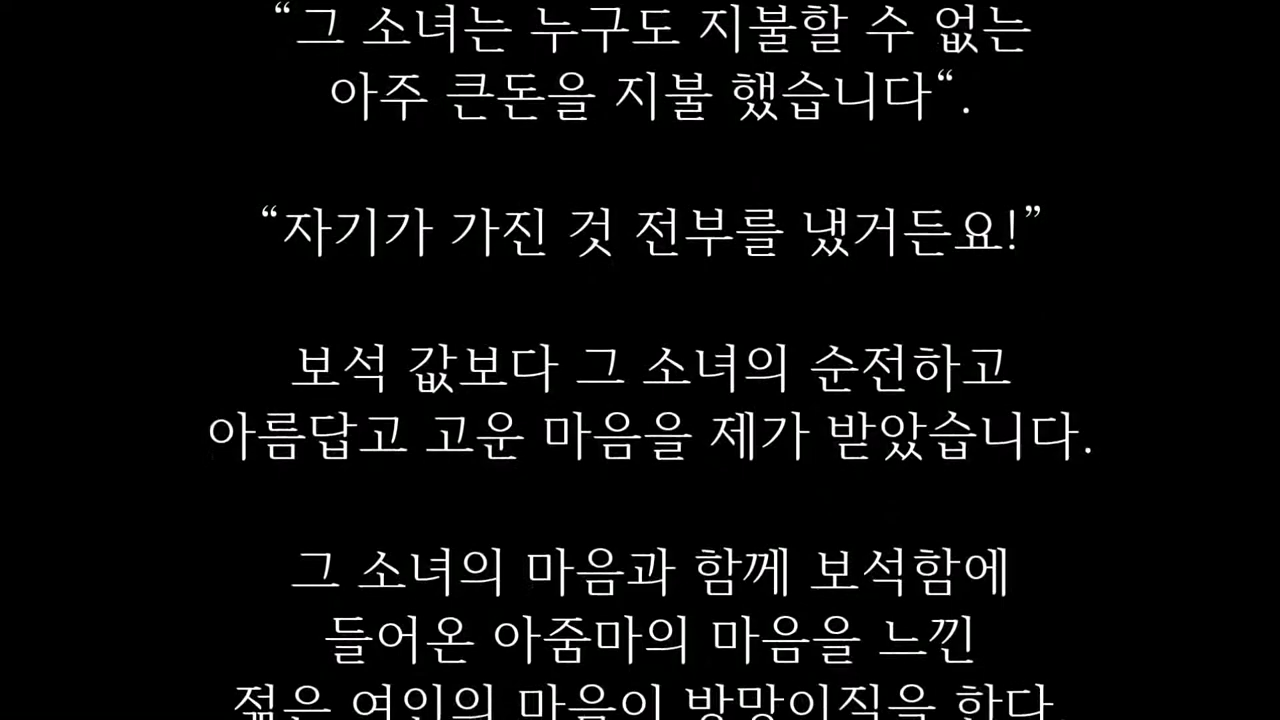 “그 소녀는 누구도 지불할 수 없는
아주 큰돈을 지불 했습니다“.
“자기가 가진 것 전부를 냈거든요!”
보석 값보다 그 소녀의 순전하고
아름답고 고운 마음을 제가 받았습니다.
그 소녀의 마음과 함께 보석함에
들어온 아줌마의 마음을 느낀
젊은 여인의 마음이 방망이질을 한다.